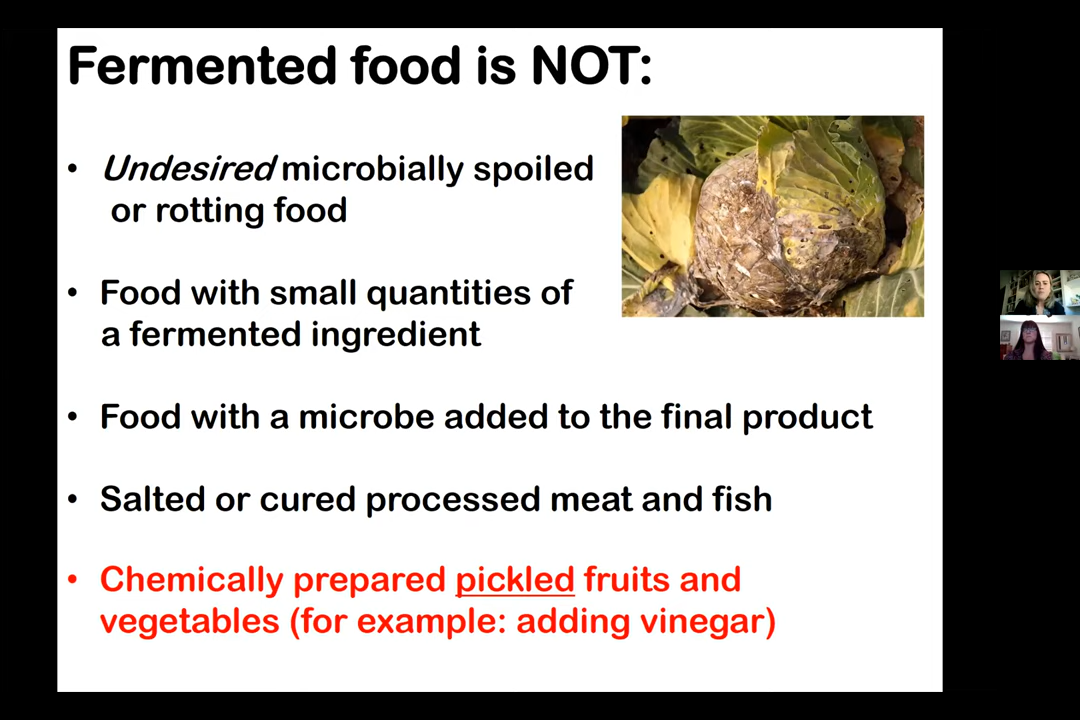 Fermented food is NOT:
• Undesired microbially spoiled
or rotting food
• Food with small quantities of
a fermented ingredient
• Food with a microbe added to the final product
• Salted or cured processed meat and fish
• Chemically prepared pickled fruits and
vegetables (for example: adding vinegar)